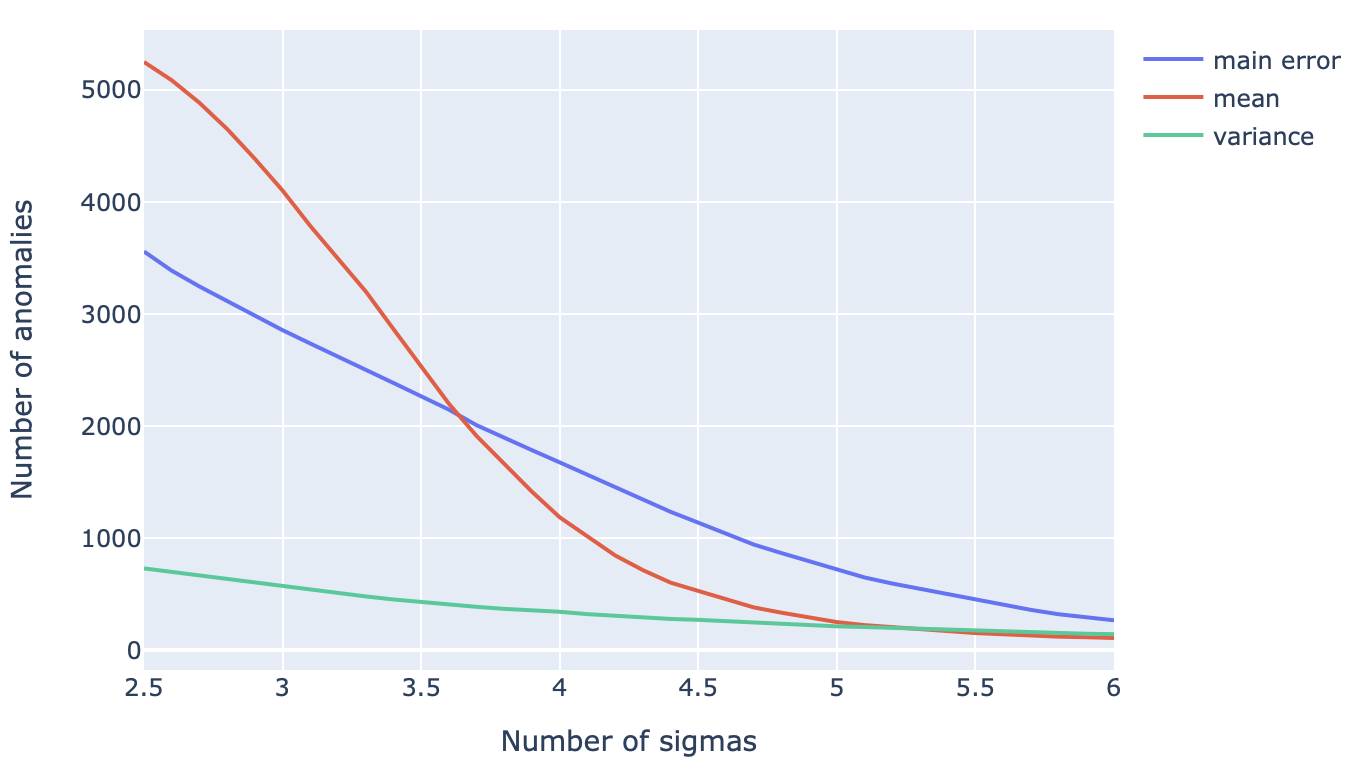 main error
mean
variance
Number of anomalies
5000
4000
3000
2000
1000
0
2.5 3 3.5 4 4.5 5 5.5 6
Number of sigmas